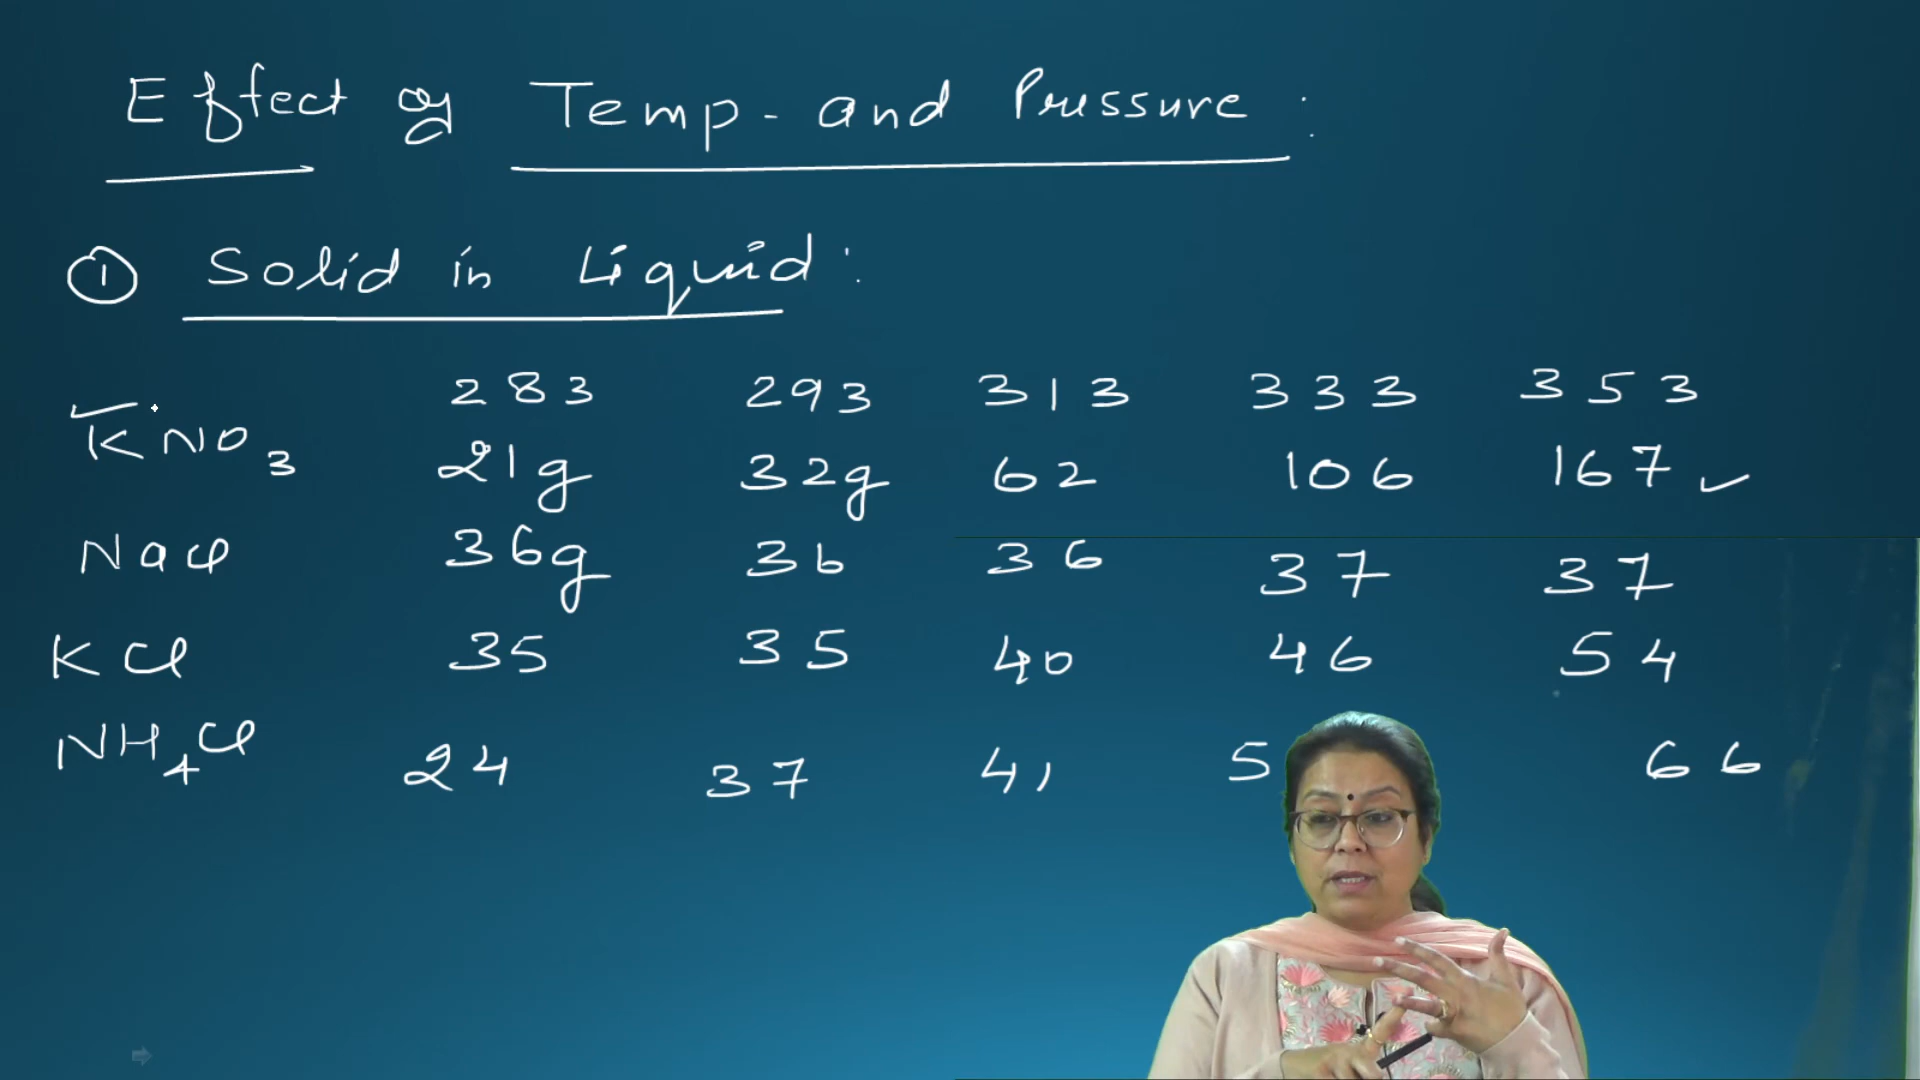 Effect of Temp. and Pressure :
① Solid in Liquid :
283 293 313 333 353
KNO3 21g 32g 62 106 167 ✓
NaCl 36g 36 36 37 37
KCl 35 35 40 46 54
NH4Cl 24 37 41 5 66